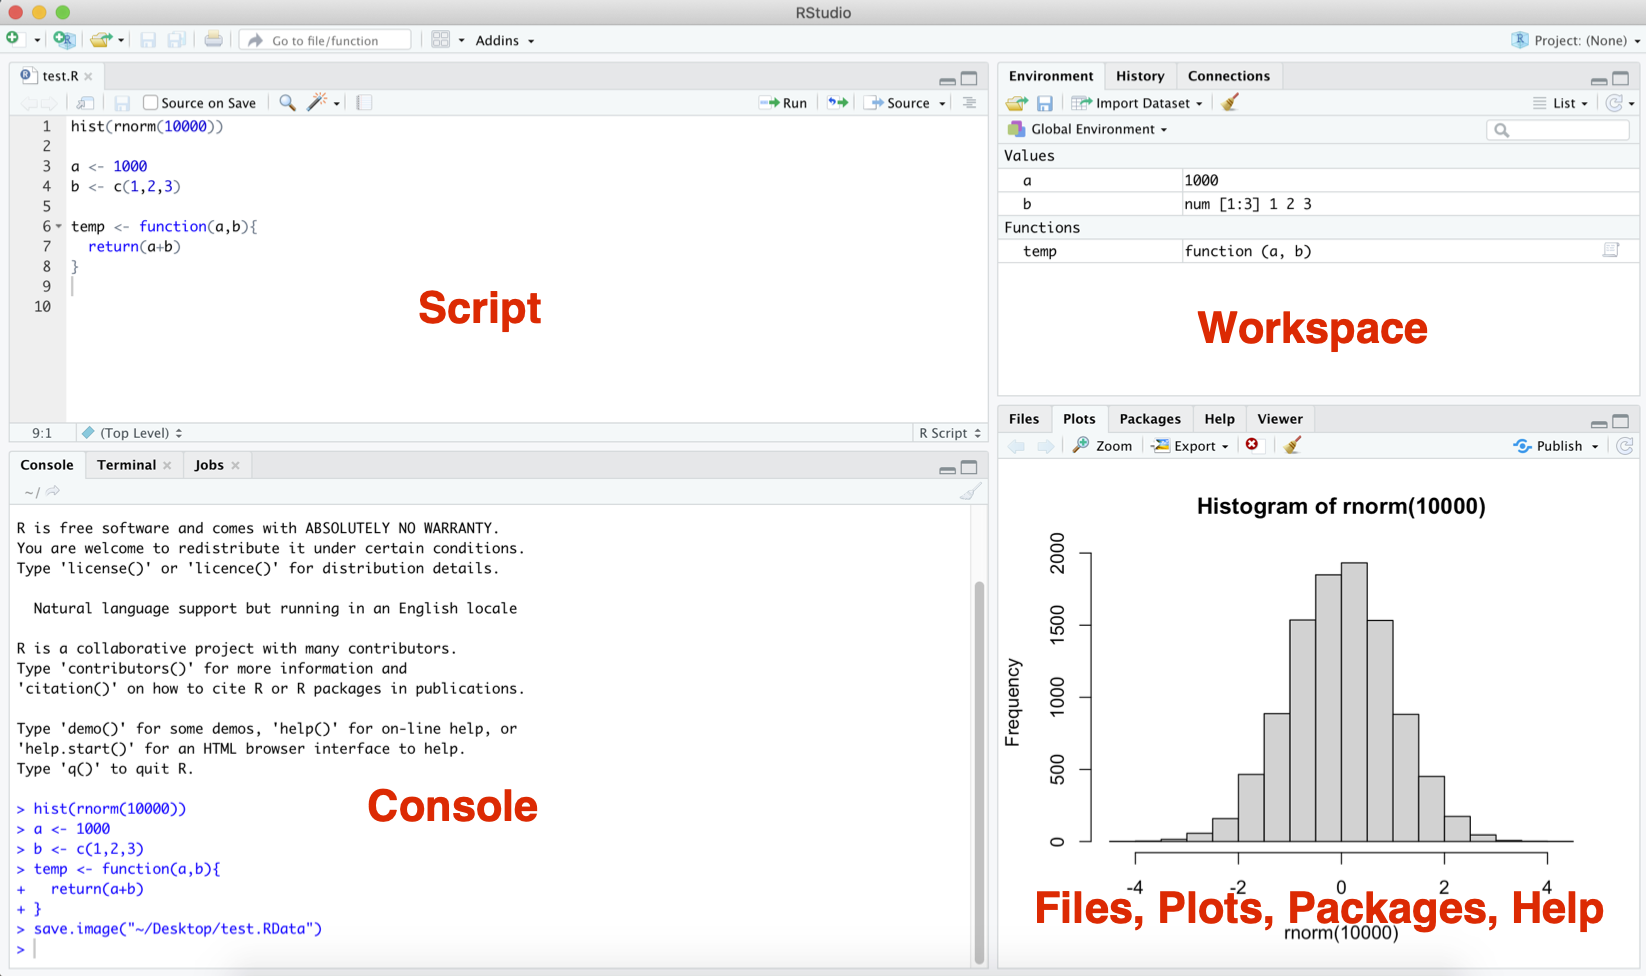 RStudio
Go to file/function
Addins
Project: (None)
test.R
Source on Save
Run
Source
1 hist(rnorm(10000))
2
3 a <- 1000
4 b <- c(1,2,3)
5
6 temp <- function(a,b){
7 return(a+b)
8 }
9
10
Script
9:1
(Top Level)
R Script
Console Terminal Jobs
~/
R is free software and comes with ABSOLUTELY NO WARRANTY.
You are welcome to redistribute it under certain conditions.
Type 'license()' or 'licence()' for distribution details.
Natural language support but running in an English locale
R is a collaborative project with many contributors.
Type 'contributors()' for more information and
'citation()' on how to cite R or R packages in publications.
Type 'demo()' for some demos, 'help()' for on-line help, or
'help.start()' for an HTML browser interface to help.
Type 'q()' to quit R.
> hist(rnorm(10000))
> a <- 1000
> b <- c(1,2,3)
> temp <- function(a,b){
+ return(a+b)
+ }
> save.image("~/Desktop/test.RData")
>
Console
Environment History Connections
Import Dataset
List
Global Environment
Values
a 1000
b num [1:3] 1 2 3
Functions
temp function (a, b)
Workspace
Files Plots Packages Help Viewer
Zoom Export Publish
Histogram of rnorm(10000)
Frequency
2000
1500
1000
500
0
-4 -2 0 2 4
Files, Plots, Packages, Help
rnorm(10000)